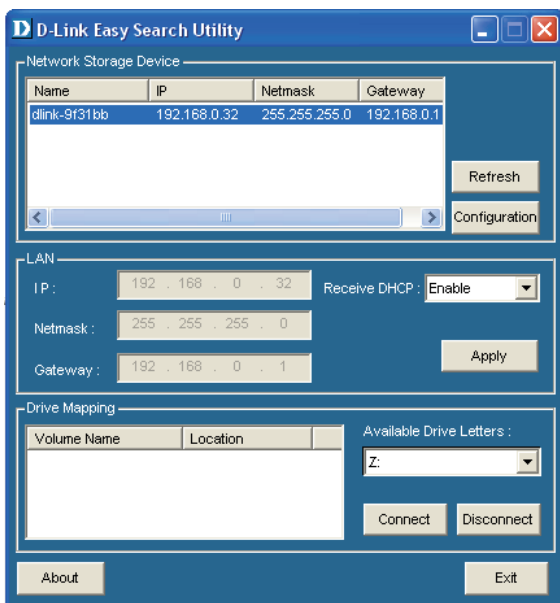 D D-Link Easy Search Utility
Network Storage Device
Name IP Netmask Gateway
dlink-9f31bb 192.168.0.32 255.255.255.0 192.168.0.1
Refresh
Configuration
LAN
IP : 192 . 168 . 0 . 32 Receive DHCP : Enable
Netmask : 255 . 255 . 255 . 0
Gateway : 192 . 168 . 0 . 1
Apply
Drive Mapping
Volume Name Location
Available Drive Letters :
Z:
Connect Disconnect
About Exit